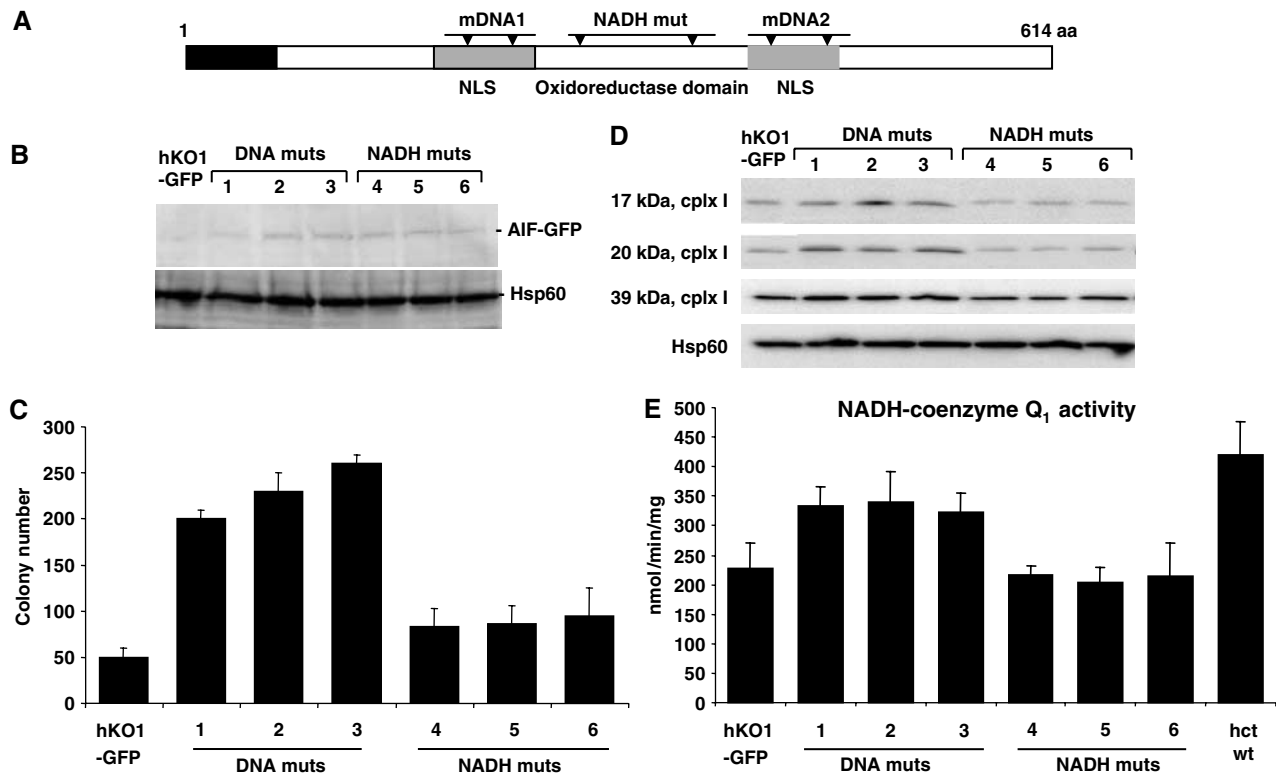 A
1
mDNA1
NADH mut
mDNA2
614 aa
NLS
Oxidoreductase domain
NLS
B
hKO1
-GFP
DNA muts
NADH muts
1 2 3 4 5 6
- AIF-GFP
- Hsp60
D
hKO1
-GFP
DNA muts
NADH muts
1 2 3 4 5 6
17 kDa, cplx I
20 kDa, cplx I
39 kDa, cplx I
Hsp60
C
Colony number
300
250
200
150
100
50
0
hKO1
-GFP
1 2 3 4 5 6
DNA muts
NADH muts
E
NADH-coenzyme Q₁ activity
nmol/min/mg
500
450
400
350
300
250
200
150
100
50
0
hKO1
-GFP
1 2 3 4 5 6
hct
wt
DNA muts
NADH muts